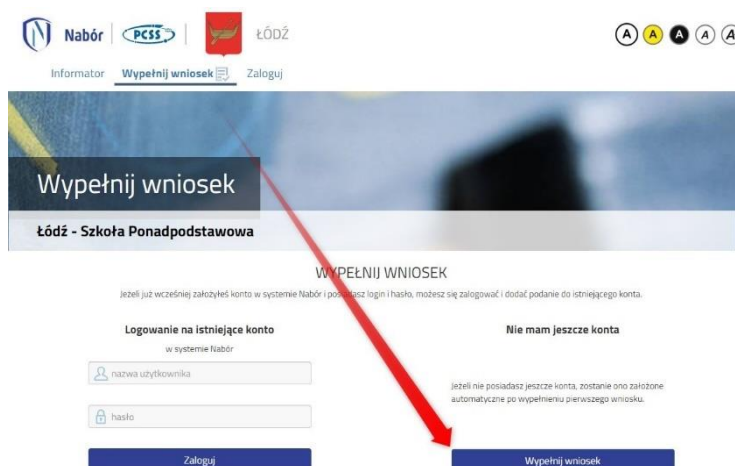 Nabór PCSS ŁÓDŹ
A A A A A
Informator Wypełnij wniosek Zaloguj
Wypełnij wniosek
Łódź - Szkoła Ponadpodstawowa
WYPEŁNIJ WNIOSEK
Jeżeli już wcześniej założyłeś konto w systemie Nabór i posiadasz login i hasło, możesz się zalogować i dodać podanie do istniejącego konta.
Logowanie na istniejące konto
w systemie Nabór
nazwa użytkownika
hasło
Zaloguj
Nie mam jeszcze konta
Jeżeli nie posiadasz jeszcze konta, zostanie ono założone
automatyczne po wypełnieniu pierwszego wniosku.
Wypełnij wniosek